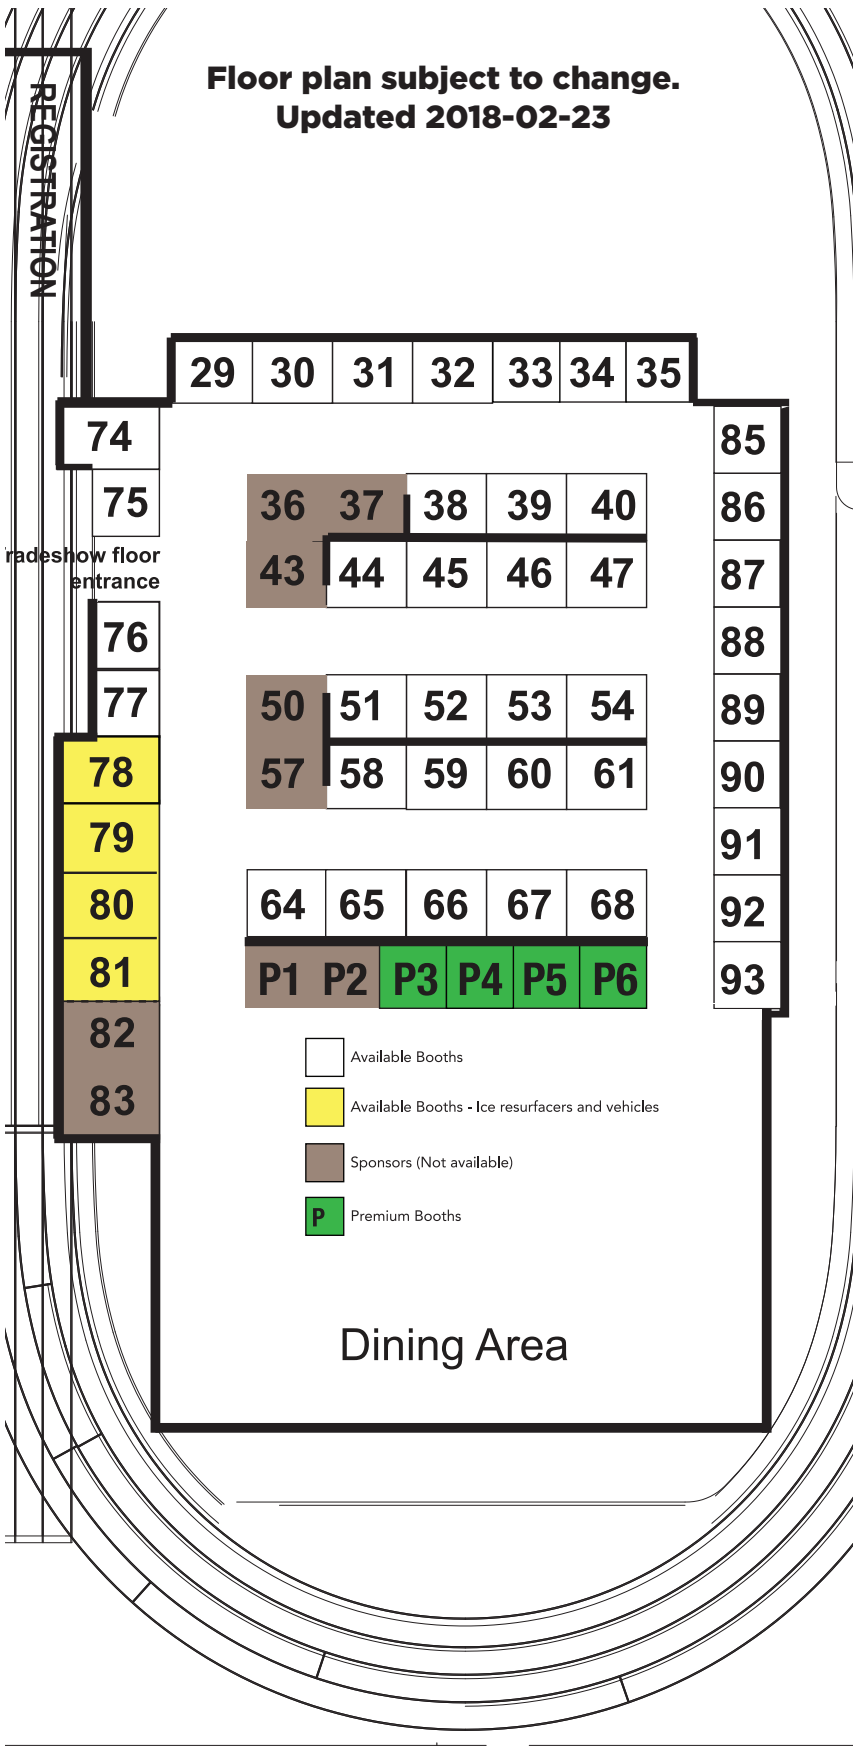 Floor plan subject to change.
Updated 2018-02-23
REGISTRATION
29 30 31 32 33 34 35
74
85
75
36 37 38 39 40
86
radeshow floor
entrance
43 44 45 46 47
87
76
88
77
50 51 52 53 54
89
78
57 58 59 60 61
90
79
91
80
64 65 66 67 68
92
81
P1 P2 P3 P4 P5 P6
93
82
83
Available Booths
Available Booths - Ice resurfacers and vehicles
Sponsors (Not available)
P Premium Booths
Dining Area